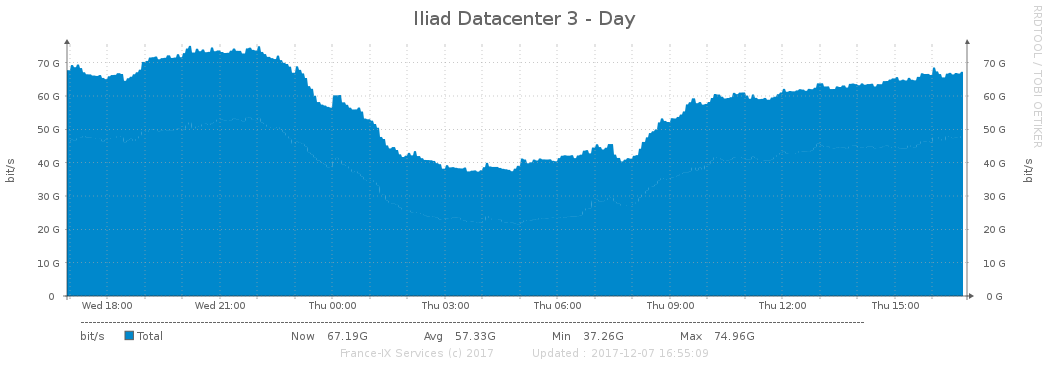 Iliad Datacenter 3 - Day
RRDTOOL / TOBI OETIKER
bit/s
70 G
60 G
50 G
40 G
30 G
20 G
10 G
0
70 G
60 G
50 G
40 G
30 G
20 G
10 G
0 G
bit/s
Wed 18:00 Wed 21:00 Thu 00:00 Thu 03:00 Thu 06:00 Thu 09:00 Thu 12:00 Thu 15:00
bit/s Total Now 67.19G Avg 57.33G Min 37.26G Max 74.96G
France-IX Services (c) 2017 Updated : 2017-12-07 16:55:09